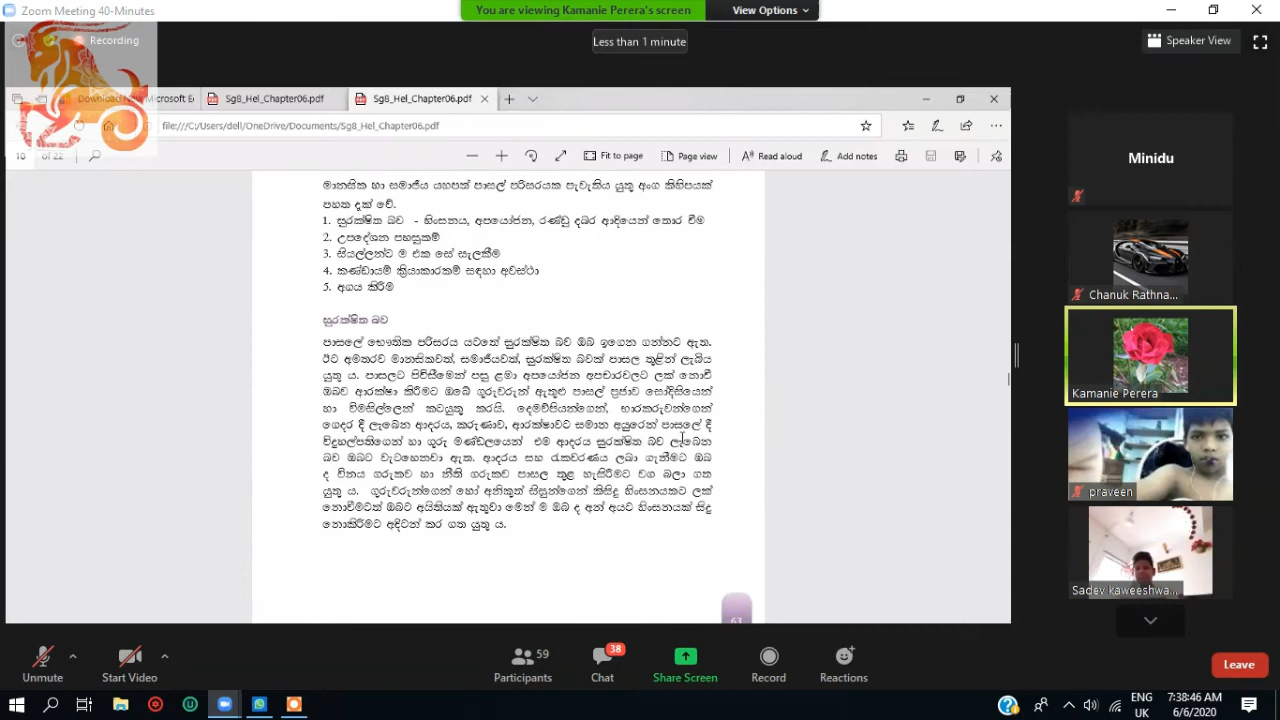 Zoom Meeting 40-Minutes
You are viewing Kamanie Perera's screen
View Options
Recording
Less than 1 minute
Speaker View
Download New Microsoft E
Sg8_Hel_Chapter06.pdf
Sg8_Hel_Chapter06.pdf
file:///C:/Users/dell/OneDrive/Documents/Sg8_Hel_Chapter06.pdf
10 of 22
Fit to page
Page view
Read aloud
Add notes
මානසික හා සමාජීය යහපත් පාසල් පරිසරයක පැවැතිය යුතු අංග කිහිපයක්
පහත දැක් වේ.
1. සුරක්ෂිත බව - හිංසනය, අපයෝජන, රණ්ඩු දබර ආදියෙන් තොර වීම
2. උපදේශන පහසුකම්
3. සියල්ලන්ට ම එක සේ සැලකීම
4. කණ්ඩායම් ක්‍රියාකාරකම් සඳහා අවස්ථා
5. අගය කිරීම
සුරක්ෂිත බව
පාසලේ භෞතික පරිසරය යටතේ සුරක්ෂිත බව ඔබ ඉගෙන ගන්නට ඇත.
ඊට අමතරව මානසිකවත්, සමාජීයවත්, සුරක්ෂිත බවක් පාසල තුළින් ලැබිය
යුතු ය. පාසලට පිවිසීමෙන් පසු ළමා අපයෝජන අපචාරවලට ලක් නොවී
ඔබව ආරක්ෂා කිරීමට ඔබේ ගුරුවරුන් ඇතුළු පාසල් ප්‍රජාව සෝදිසියෙන්
හා විමසිල්ලෙන් කටයුතු කරයි. දෙමව්පියන්ගෙන්, භාරකරුවන්ගෙන්
ගෙදර දී ලැබෙන ආදරය, කරුණාව, ආරක්ෂාවට සමාන අයුරෙන් පාසලේ දී
විදුහල්පතිගෙන් හා ගුරු මණ්ඩලයෙන් එම ආදරය සුරක්ෂිත බව ලැබෙන
බව ඔබට වැටහෙනවා ඇත. ආදරය සහ රැකවරණය ලබා ගැනීමට ඔබ
ද විනය ගරුකව හා නීති ගරුකව පාසල තුළ හැසිරීමට වග බලා ගත
යුතු ය. ගුරුවරුන්ගෙන් හෝ අනිකුත් සිසුන්ගෙන් කිසිදු හිංසනයකට ලක්
නොවීමටත් ඔබට අයිතියක් ඇතුවා මෙන් ම ඔබ ද අන් අයට හිංසනයක් සිදු
නොකිරීමට අදිටන් කර ගත යුතු ය.
63
Minidu
Chanuk Rathna...
Kamanie Perera
praveen
Sadev kaweeshwa...
Unmute
Start Video
59
Participants
38
Chat
Share Screen
Record
Reactions
Leave
ENG
UK
7:38:46 AM
6/6/2020